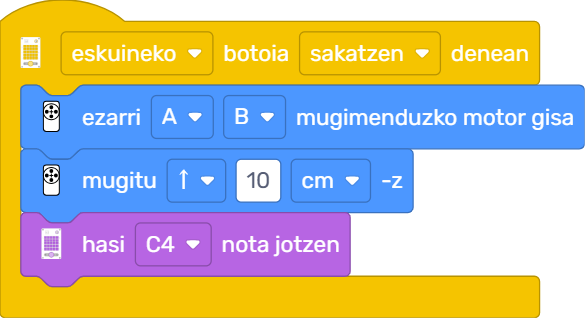 eskuineko botoia sakatzen denean
ezarri A B mugimenduzko motor gisa
mugitu ↑ 10 cm -z
hasi C4 nota jotzen